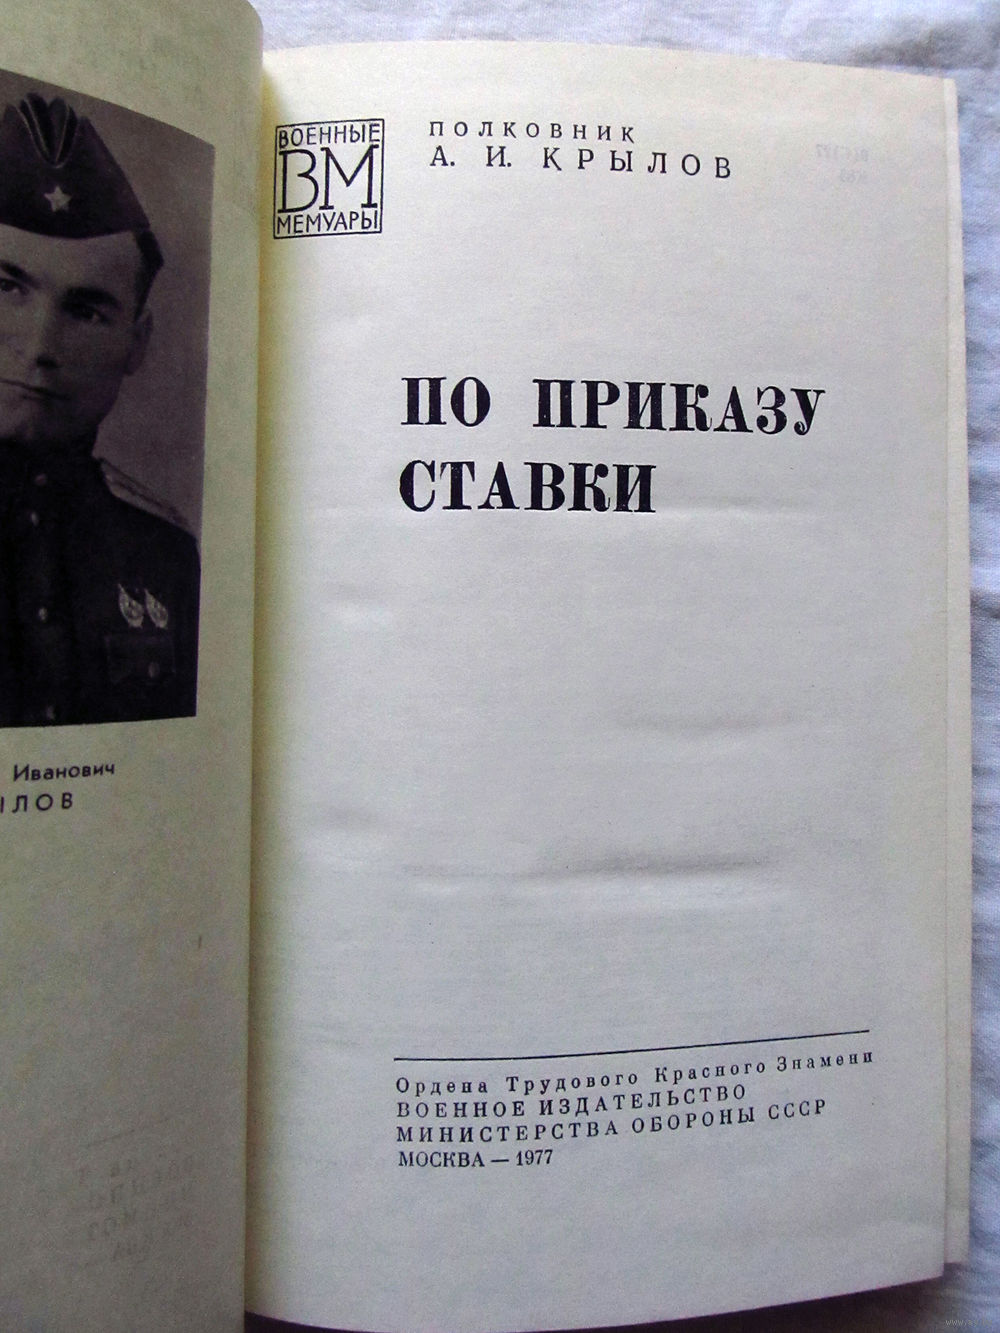 Иванович
ЫЛОВ
ВОЕННЫЕ
ВМ
МЕМУАРЫ
ПОЛКОВНИК
А. И. КРЫЛОВ
ПО ПРИКАЗУ
СТАВКИ
Ордена Трудового Красного Знамени
ВОЕННОЕ ИЗДАТЕЛЬСТВО
МИНИСТЕРСТВА ОБОРОНЫ СССР
МОСКВА — 1977